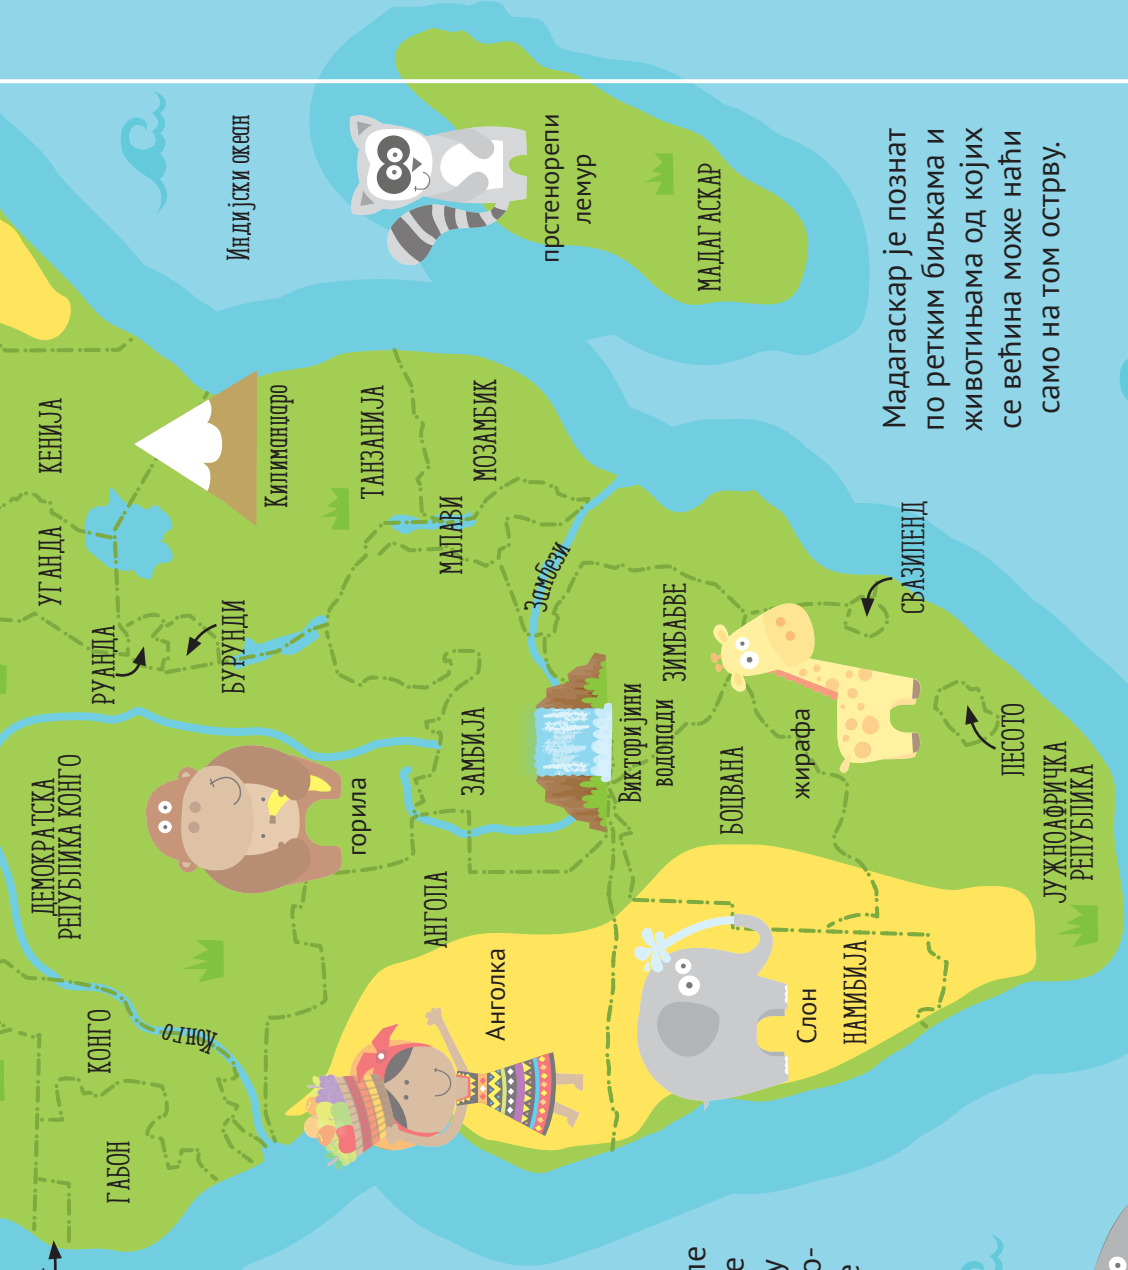 ДЕМОКРАТСКА
РЕПУБЛИКА КОНГО
УГАНДА
КЕНИЈА
ГАБОН
КОНГО
РУАНДА
Конго
БУРУНДИ
Индијски океан
Килиманџаро
горила
ТАНЗАНИЈА
АНГОЛА
МАЛАВИ
ЗАМБИЈА
МОЗАМБИК
Анголка
Замбези
прстенорепи
лемур
Викторијини
водопади
ЗИМБАБВЕ
МАДАГАСКАР
БОЦВАНА
жирафа
Слон
НАМИБИЈА
СВАЗИЛЕНД
Мадагаскар је познат
по ретким биљкама и
животињама од којих
се већина може наћи
само на том острву.
ЛЕСОТО
ЈУЖНОАФРИЧКА
РЕПУБЛИКА